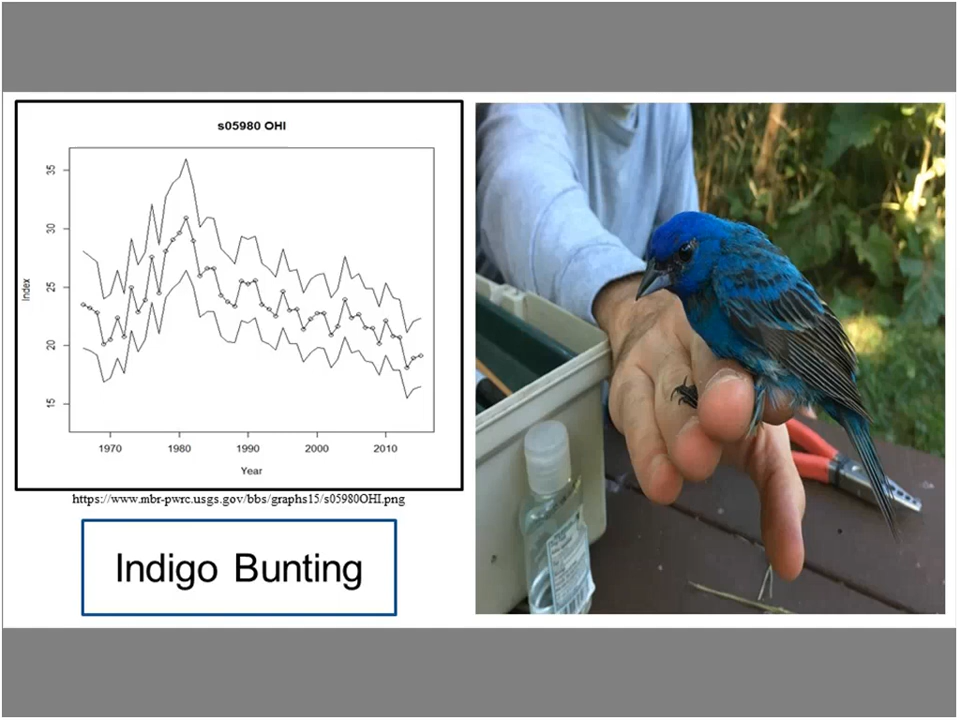 s05980 OHI
35
30
25
20
15
Index
1970 1980 1990 2000 2010
Year
https://www.mbr-pwrc.usgs.gov/bbs/graphs15/s05980OHI.png
Indigo Bunting